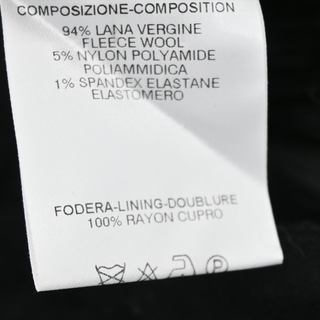 COMPOSIZIONE-COMPOSITION
94% LANA VERGINE
FLEECE WOOL
5% NYLON POLYAMIDE
POLIAMMIDICA
1% SPANDEX ELASTANE
ELASTOMERO
FODERA-LINING-DOUBLURE
100% RAYON CUPRO
P